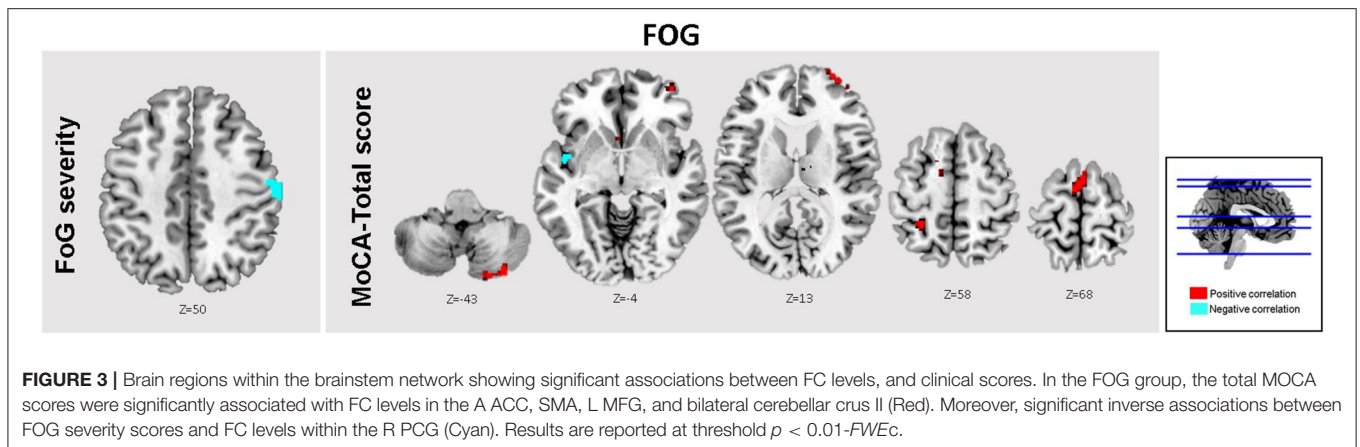 FOG
FoG severity
Z=50
MoCA-Total score
Z=-43
Z=-4
Z=13
Z=58
Z=68
Positive correlation
Negative correlation
FIGURE 3 | Brain regions within the brainstem network showing significant associations between FC levels, and clinical scores. In the FOG group, the total MOCA
scores were significantly associated with FC levels in the A ACC, SMA, L MFG, and bilateral cerebellar crus II (Red). Moreover, significant inverse associations between
FOG severity scores and FC levels within the R PCG (Cyan). Results are reported at threshold p < 0.01-FWEc.